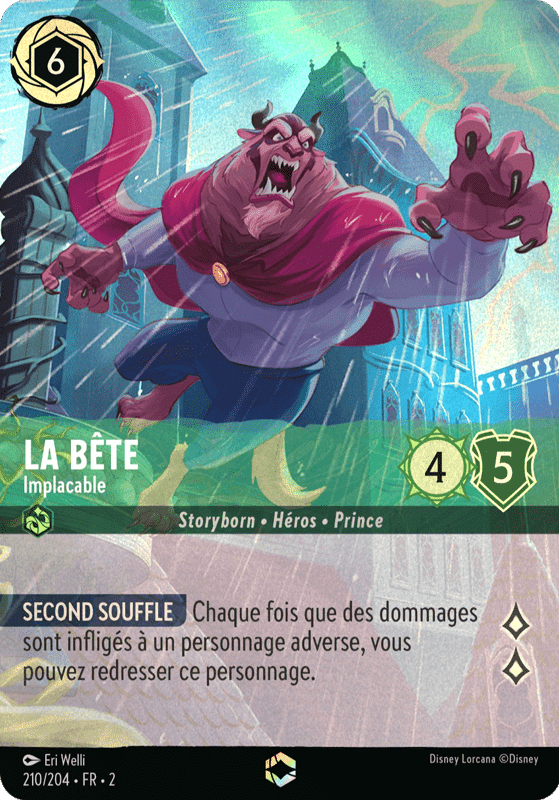 6
LA BÊTE
Implacable
4
5
Storyborn • Héros • Prince
SECOND SOUFFLE Chaque fois que des dommages
sont infligés à un personnage adverse, vous
pouvez redresser ce personnage.
Eri Welli
Disney Lorcana ©Disney
210/204 • FR • 2